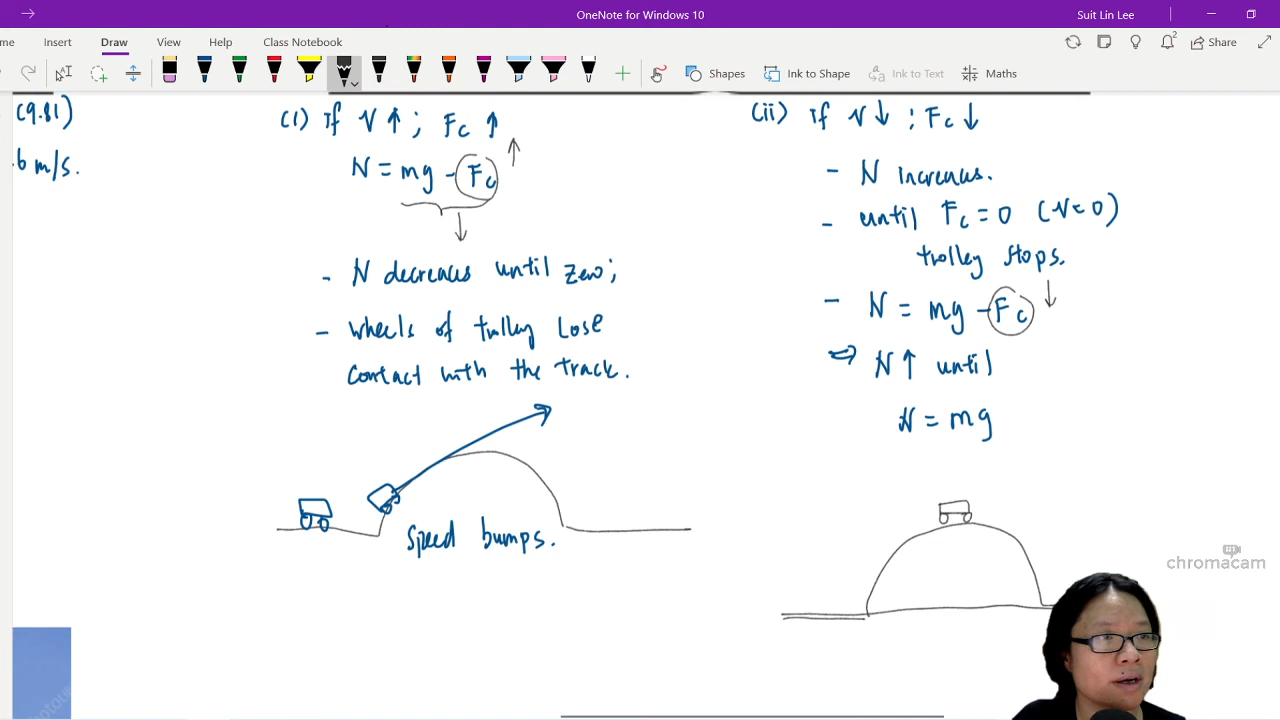 OneNote for Windows 10
Suit Lin Lee
me Insert Draw View Help Class Notebook
Share
Shapes Ink to Shape Ink to Text Maths
(9.81)
.6 m/s.
(i) If V ↑ ; Fc ↑
N = mg - Fc
- N decreases until zero;
- wheels of trolley lose
contact with the track.
Speed bumps.
(ii) If V ↓ ; Fc ↓
- N increases.
- until Fc = 0 (V = 0)
trolley stops.
- N = mg - Fc
⇒ N ↑ until
N = mg
chromacam